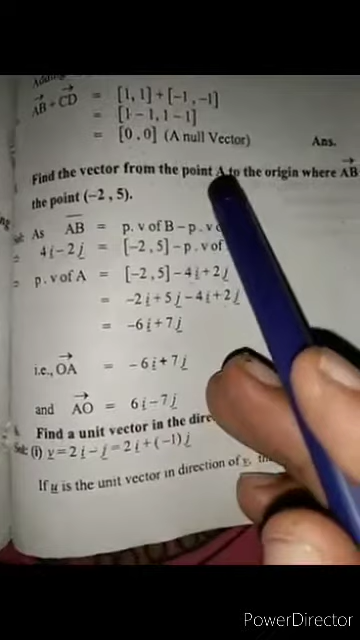 Adding
AB + CD = [1, 1] + [-1, -1]
= [1-1, 1-1]
= [0, 0] (A null Vector) Ans.
Find the vector from the point A to the origin where AB
the point (-2, 5).
Sol: As AB = p. v of B - p. v
4i-2j = [-2, 5] - p. v of
p. v of A = [-2, 5] - 4i+2j
= -2i+5j-4i+2j
= -6i+7j
i.e., OA = -6i+7j
and AO = 6i-7j
Find a unit vector in the
Sol: (i) v=2i-j=2i+(-1)j
If u is the unit vector in direction of v,
PowerDirector